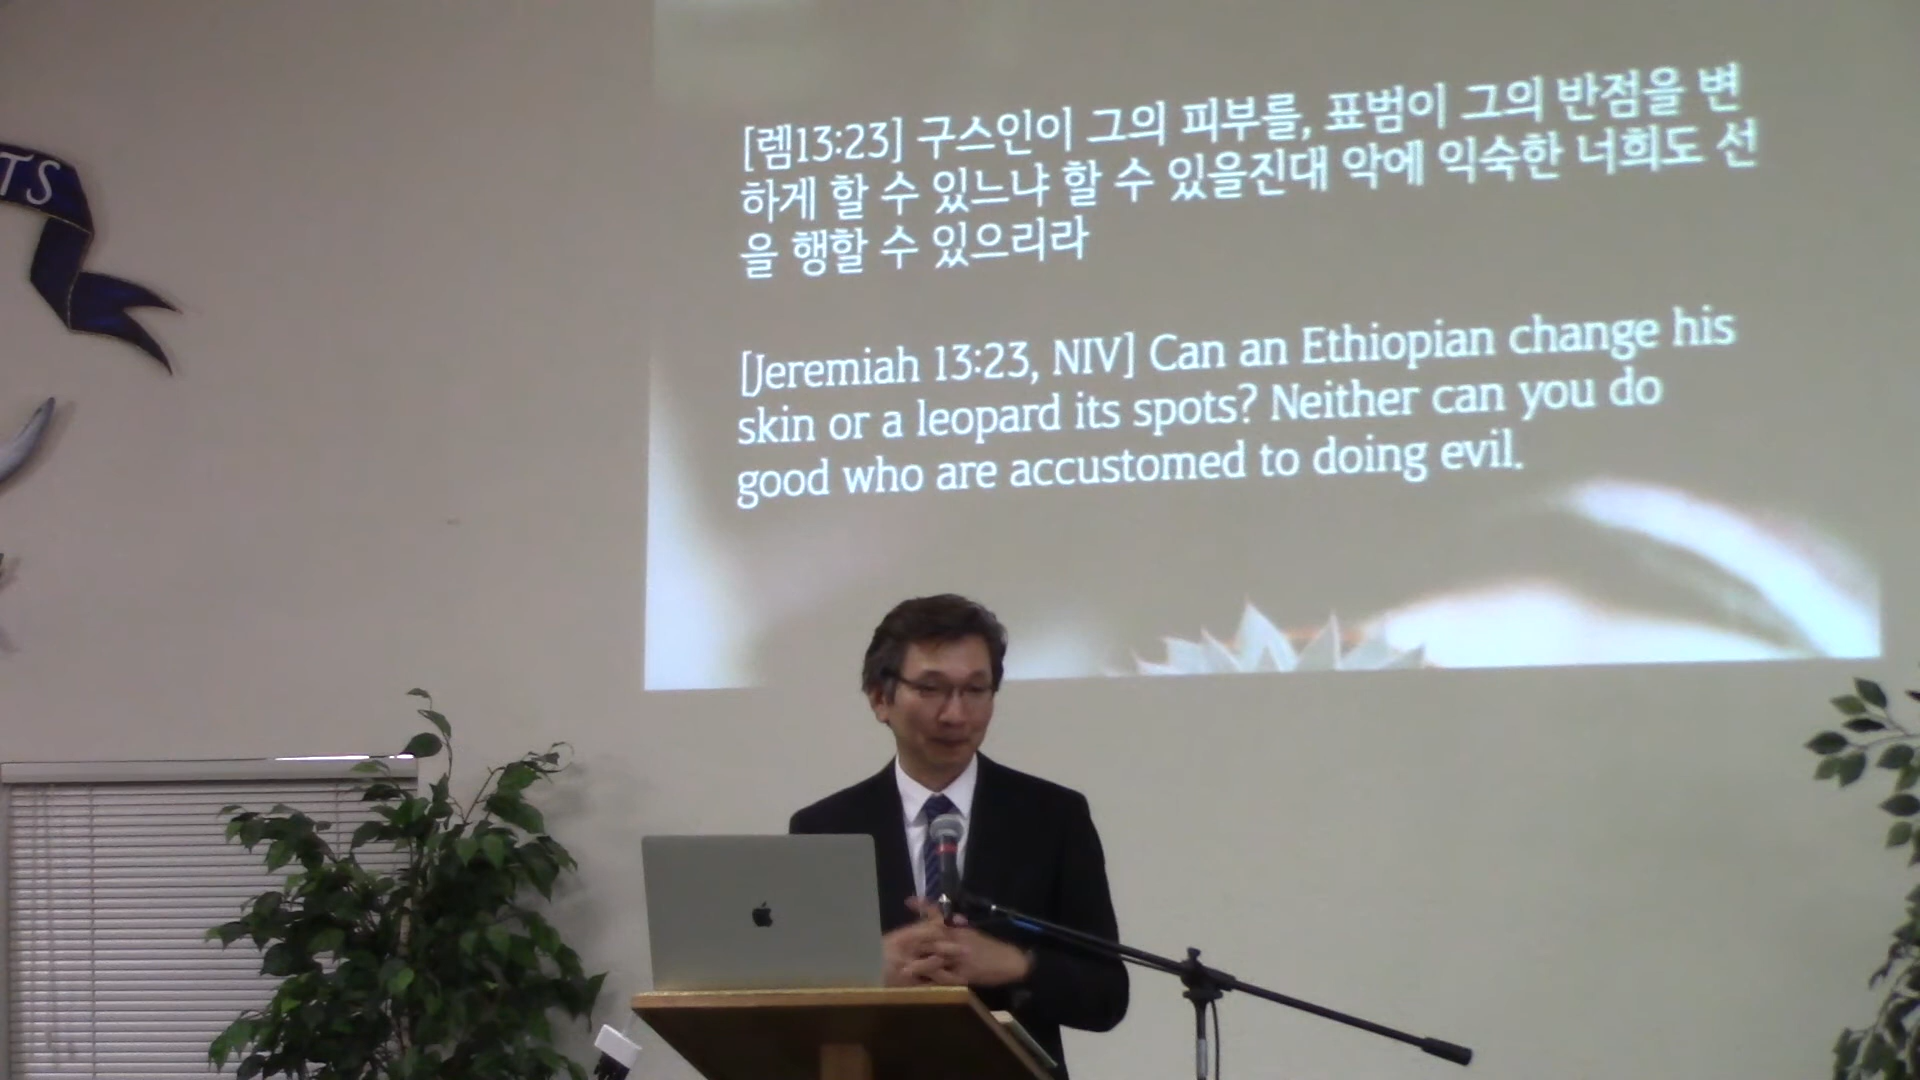 TS
[렘13:23] 구스인이 그의 피부를, 표범이 그의 반점을 변
하게 할 수 있느냐 할 수 있을진대 악에 익숙한 너희도 선
을 행할 수 있으리라
[Jeremiah 13:23, NIV] Can an Ethiopian change his
skin or a leopard its spots? Neither can you do
good who are accustomed to doing evil.